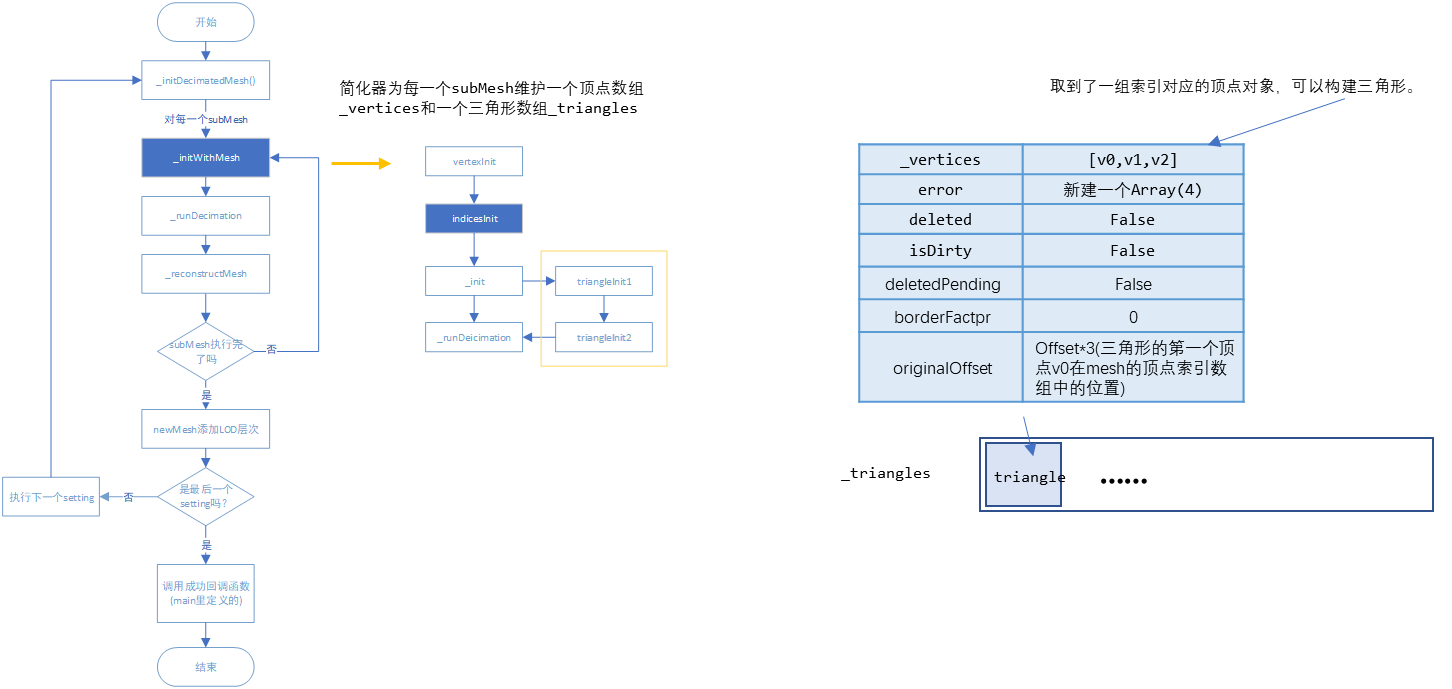 开始
_initDecimatedMesh()
对每一个subMesh
_initWithMesh
_runDecimation
_reconstructMesh
subMesh执行完
了吗
否
是
newMesh添加LOD层次
是最后一个
setting吗?
否
执行下一个setting
是
调用成功回调函数
(main里定义的)
结束
简化器为每一个subMesh维护一个顶点数组
_vertices和一个三角形数组_triangles
vertexInit
indicesInit
_init
triangleInit1
_runDeicimation
triangleInit2
取到了一组索引对应的顶点对象，可以构建三角形。
_vertices [v0,v1,v2]
error 新建一个Array(4)
deleted False
isDirty False
deletedPending False
borderFactpr 0
originalOffset Offset*3(三角形的第一个顶
点v0在mesh的顶点索引数
组中的位置)
_triangles triangle ……